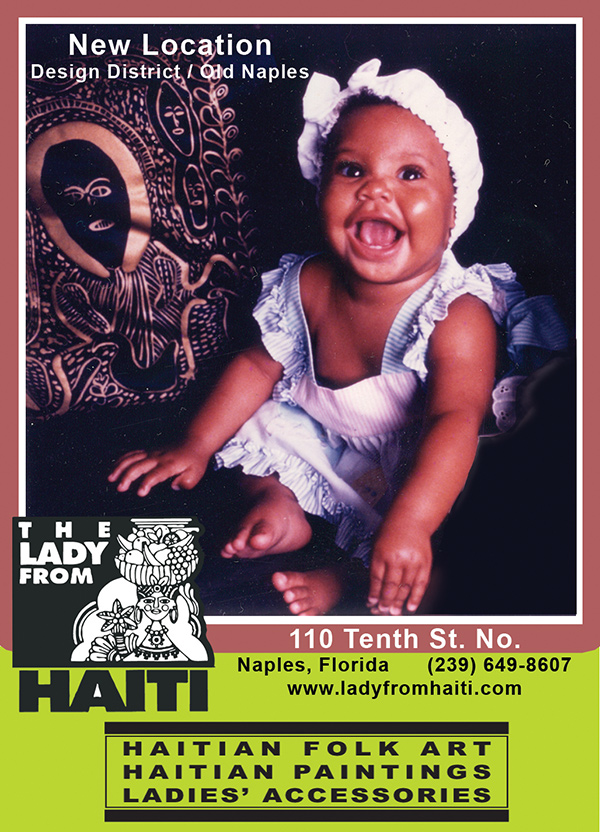 New Location
Design District / Old Naples
THE
LADY
FROM
HAITI
110 Tenth St. No.
Naples, Florida (239) 649-8607
www.ladyfromhaiti.com
HAITIAN FOLK ART
HAITIAN PAINTINGS
LADIES' ACCESSORIES